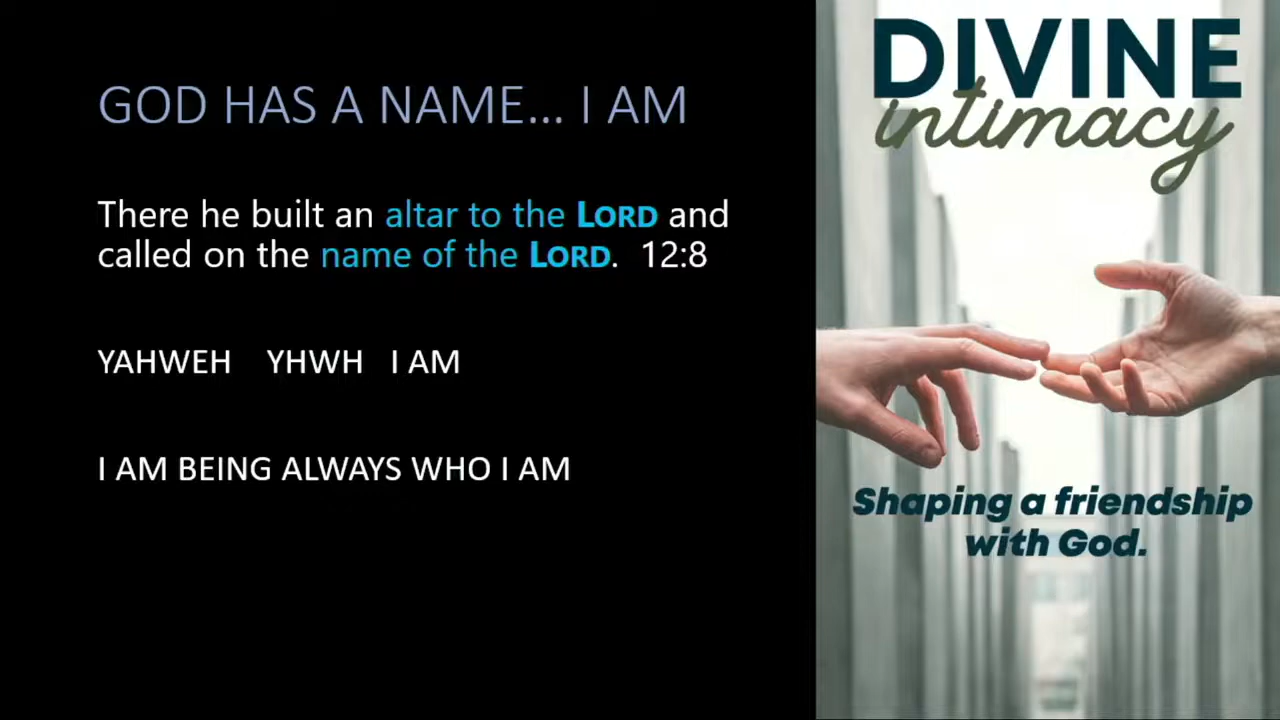 GOD HAS A NAME... I AM
There he built an altar to the LORD and
called on the name of the LORD. 12:8
YAHWEH YHWH I AM
I AM BEING ALWAYS WHO I AM
DIVINE
intimacy
Shaping a friendship
with God.